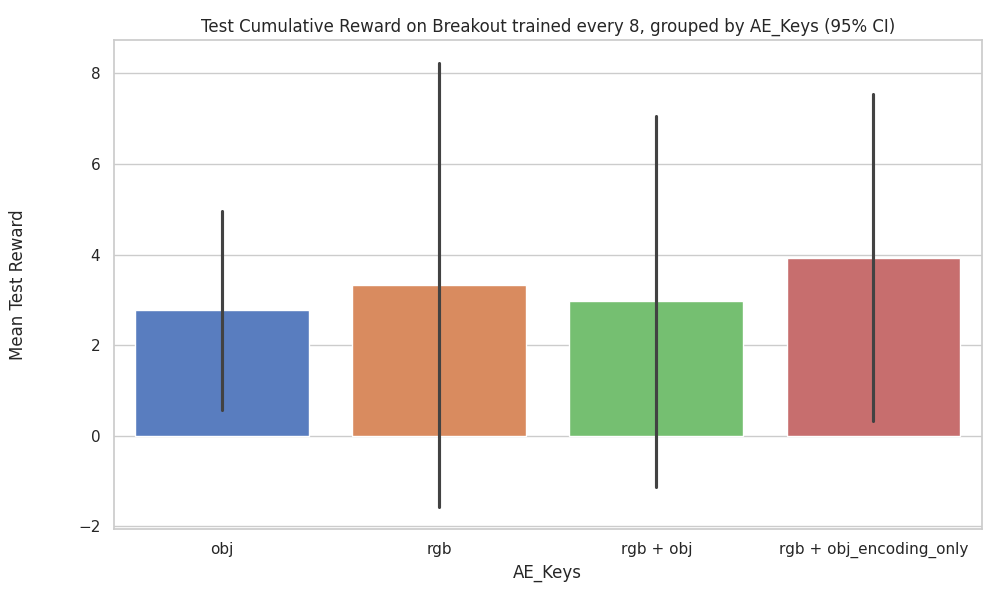 Test Cumulative Reward on Breakout trained every 8, grouped by AE_Keys (95% CI)
Mean Test Reward
8
6
4
2
0
−2
obj
rgb
rgb + obj
rgb + obj_encoding_only
AE_Keys